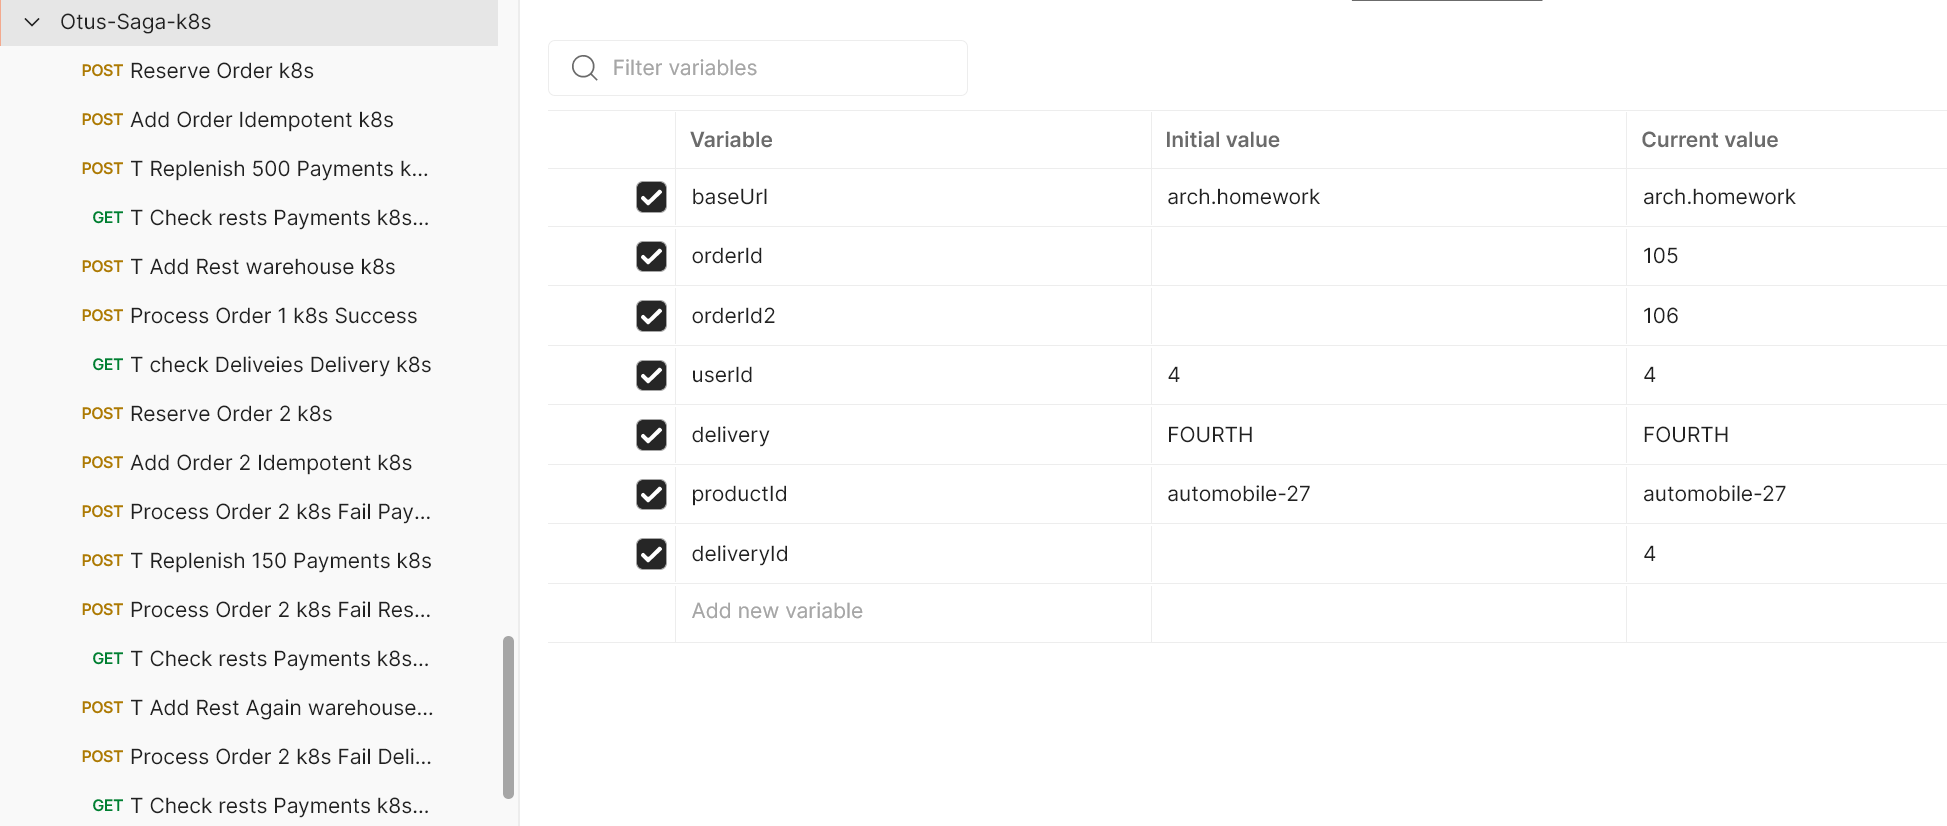 Otus-Saga-k8s
POST Reserve Order k8s
POST Add Order Idempotent k8s
POST T Replenish 500 Payments k...
GET T Check rests Payments k8s...
POST T Add Rest warehouse k8s
POST Process Order 1 k8s Success
GET T check Deliveies Delivery k8s
POST Reserve Order 2 k8s
POST Add Order 2 Idempotent k8s
POST Process Order 2 k8s Fail Pay...
POST T Replenish 150 Payments k8s
POST Process Order 2 k8s Fail Res...
GET T Check rests Payments k8s...
POST T Add Rest Again warehouse...
POST Process Order 2 k8s Fail Deli...
GET T Check rests Payments k8s...
Filter variables
Variable Initial value Current value
baseUrl arch.homework arch.homework
orderId 105
orderId2 106
userId 4 4
delivery FOURTH FOURTH
productId automobile-27 automobile-27
deliveryId 4
Add new variable